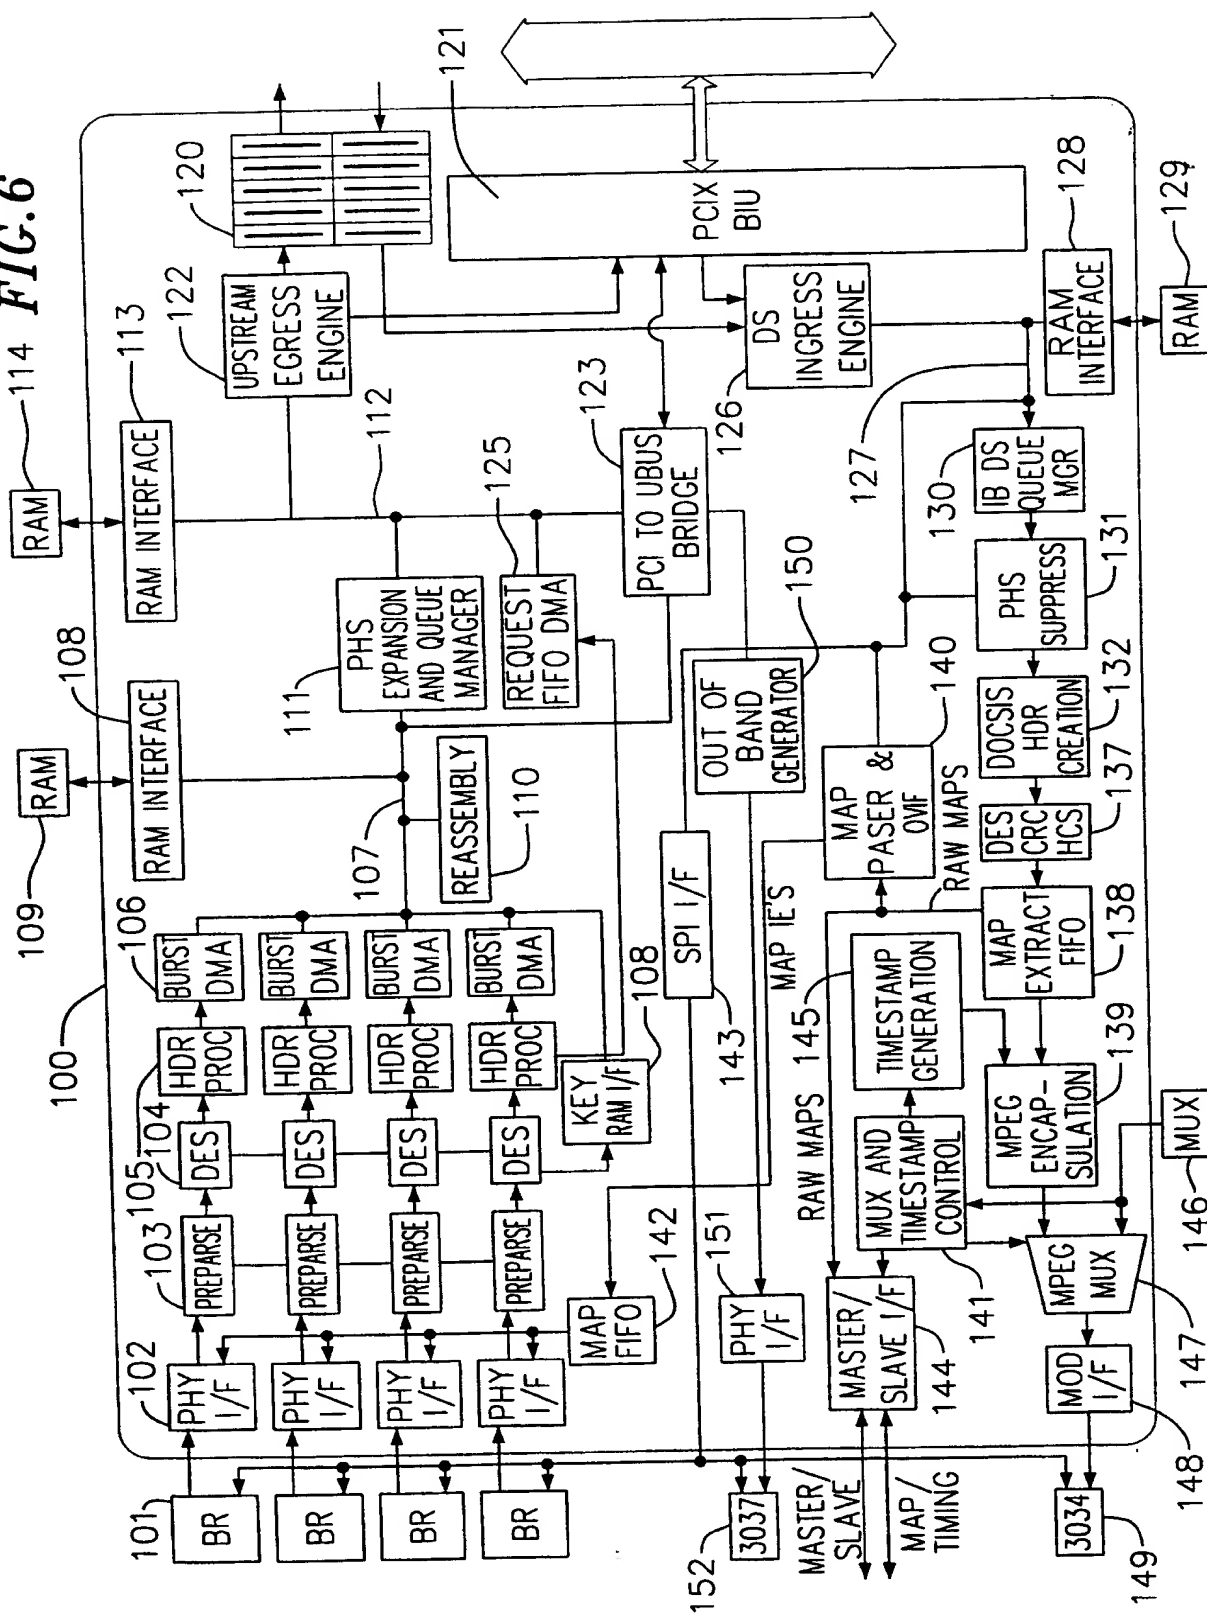 FIG.6
100
109
RAM
108
RAM INTERFACE
114
RAM
113
RAM INTERFACE
101
BR
BR
BR
BR
102
PHY
I/F
PHY
I/F
PHY
I/F
PHY
I/F
103
PREPARSE
PREPARSE
PREPARSE
PREPARSE
104
DES
DES
DES
DES
105
HDR
PROC
HDR
PROC
HDR
PROC
HDR
PROC
106
BURST
DMA
BURST
DMA
BURST
DMA
BURST
DMA
107
KEY
RAM I/F
108
REASSEMBLY
110
111
PHS
EXPANSION
AND QUEUE
MANAGER
112
REQUEST
FIFO DMA
125
122
UPSTREAM
EGRESS
ENGINE
120
121
PCIX
BIU
123
PCI TO UBUS
BRIDGE
126
DS
INGRESS
ENGINE
127
RAM
INTERFACE
128
RAM
129
130
IB DS
QUEUE
MGR
PHS
SUPPRESS
131
DOCSIS
HDR
CREATION
132
DES
CRC
HCS
137
MAP
EXTRACT
FIFO
138
MPEG
ENCAP-
SULATION
139
MAP
PASER &
OVIF
140
RAW MAPS
MAP IE'S
RAW MAPS
OUT OF
BAND
GENERATOR
150
SPI I/F
143
MAP
FIFO
142
PHY
I/F
151
145
TIMESTAMP
GENERATION
MUX AND
TIMESTAMP
CONTROL
141
MASTER/
SLAVE I/F
144
MPEG
MUX
147
MUX
146
MOD
I/F
148
3037
152
MASTER/
SLAVE
MAP/
TIMING
3034
149